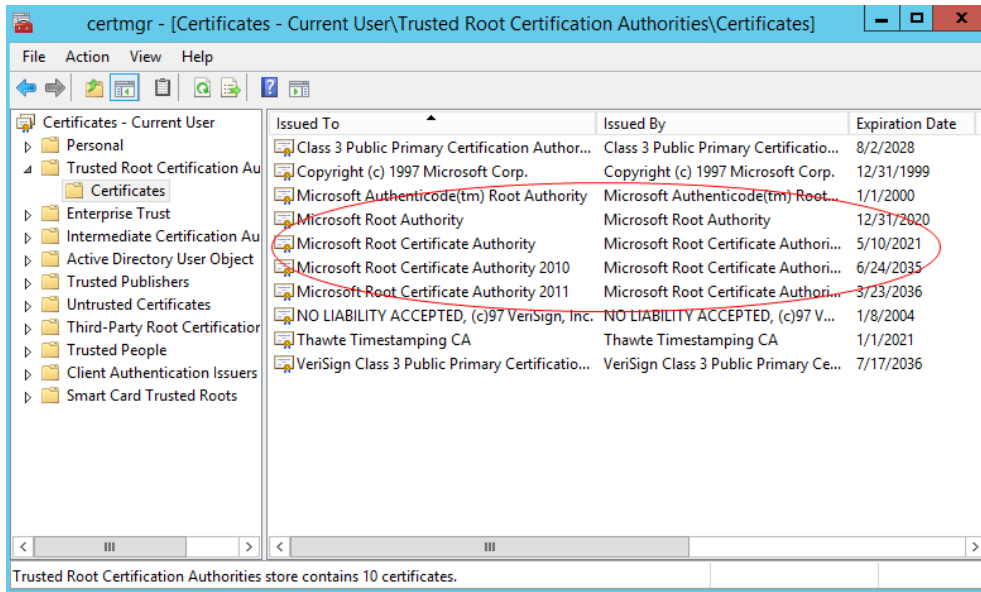 certmgr - [Certificates - Current User\Trusted Root Certification Authorities\Certificates]
File Action View Help
Certificates - Current User
Personal
Trusted Root Certification Au
Certificates
Enterprise Trust
Intermediate Certification Au
Active Directory User Object
Trusted Publishers
Untrusted Certificates
Third-Party Root Certification
Trusted People
Client Authentication Issuers
Smart Card Trusted Roots
Issued To Issued By Expiration Date
Class 3 Public Primary Certification Author... Class 3 Public Primary Certificatio... 8/2/2028
Copyright (c) 1997 Microsoft Corp. Copyright (c) 1997 Microsoft Corp. 12/31/1999
Microsoft Authenticode(tm) Root Authority Microsoft Authenticode(tm) Root... 1/1/2000
Microsoft Root Authority Microsoft Root Authority 12/31/2020
Microsoft Root Certificate Authority Microsoft Root Certificate Authori... 5/10/2021
Microsoft Root Certificate Authority 2010 Microsoft Root Certificate Authori... 6/24/2035
Microsoft Root Certificate Authority 2011 Microsoft Root Certificate Authori... 3/23/2036
NO LIABILITY ACCEPTED, (c)97 VeriSign, Inc. NO LIABILITY ACCEPTED, (c)97 V... 1/8/2004
Thawte Timestamping CA Thawte Timestamping CA 1/1/2021
VeriSign Class 3 Public Primary Certificatio... VeriSign Class 3 Public Primary Ce... 7/17/2036
Trusted Root Certification Authorities store contains 10 certificates.